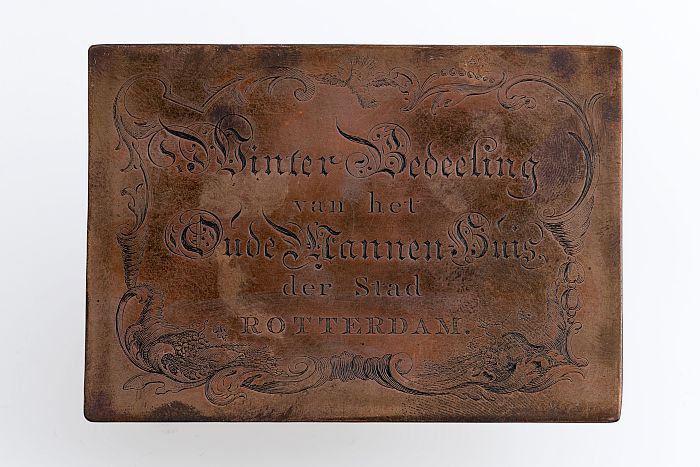 Winter Bedeeling
van het
Oude Mannen-Huis,
der Stad
ROTTERDAM.